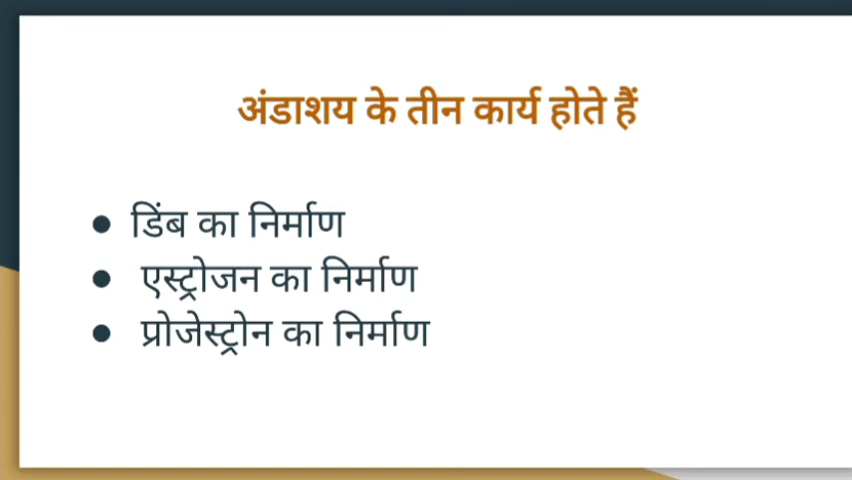 अंडाशय के तीन कार्य होते हैं
● डिंब का निर्माण
● एस्ट्रोजन का निर्माण
● प्रोजेस्ट्रोन का निर्माण